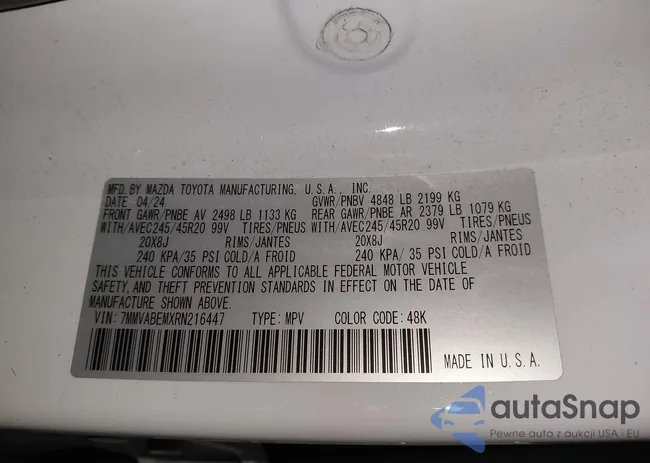 MFD. BY MAZDA TOYOTA MANUFACTURING, U.S.A., INC.
DATE 04/24 GVWR/PNBV 4848 LB 2199 KG
FRONT GAWR/PNBE AV 2498 LB 1133 KG REAR GAWR/PNBE AR 2379 LB 1079 KG
WITH/AVEC245/45R20 99V TIRES/PNEUS WITH/AVEC245/45R20 99V TIRES/PNEUS
20X8J RIMS/JANTES 20X8J RIMS/JANTES
240 KPA/35 PSI COLD/A FROID 240 KPA/35 PSI COLD/A FROID
THIS VEHICLE CONFORMS TO ALL APPLICABLE FEDERAL MOTOR VEHICLE
SAFETY, AND THEFT PREVENTION STANDARDS IN EFFECT ON THE DATE OF
MANUFACTURE SHOWN ABOVE.
VIN: 7MMVABEMXRN216447 TYPE: MPV COLOR CODE: 48K
MADE IN U.S.A.
autaSnap
Pewne auta z aukcji USA i EU